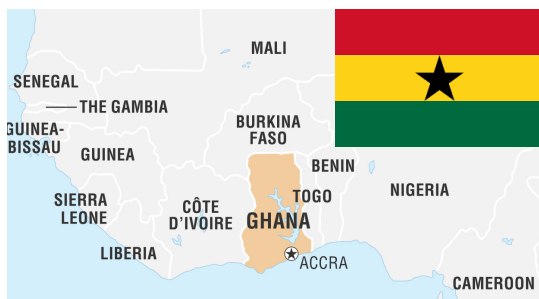 MALI
SENEGAL
THE GAMBIA
GUINEA-
BISSAU
BURKINA
FASO
GUINEA
BENIN
NIGERIA
TOGO
SIERRA
LEONE
CÔTE
D'IVOIRE
GHANA
LIBERIA
ACCRA
CAMEROON